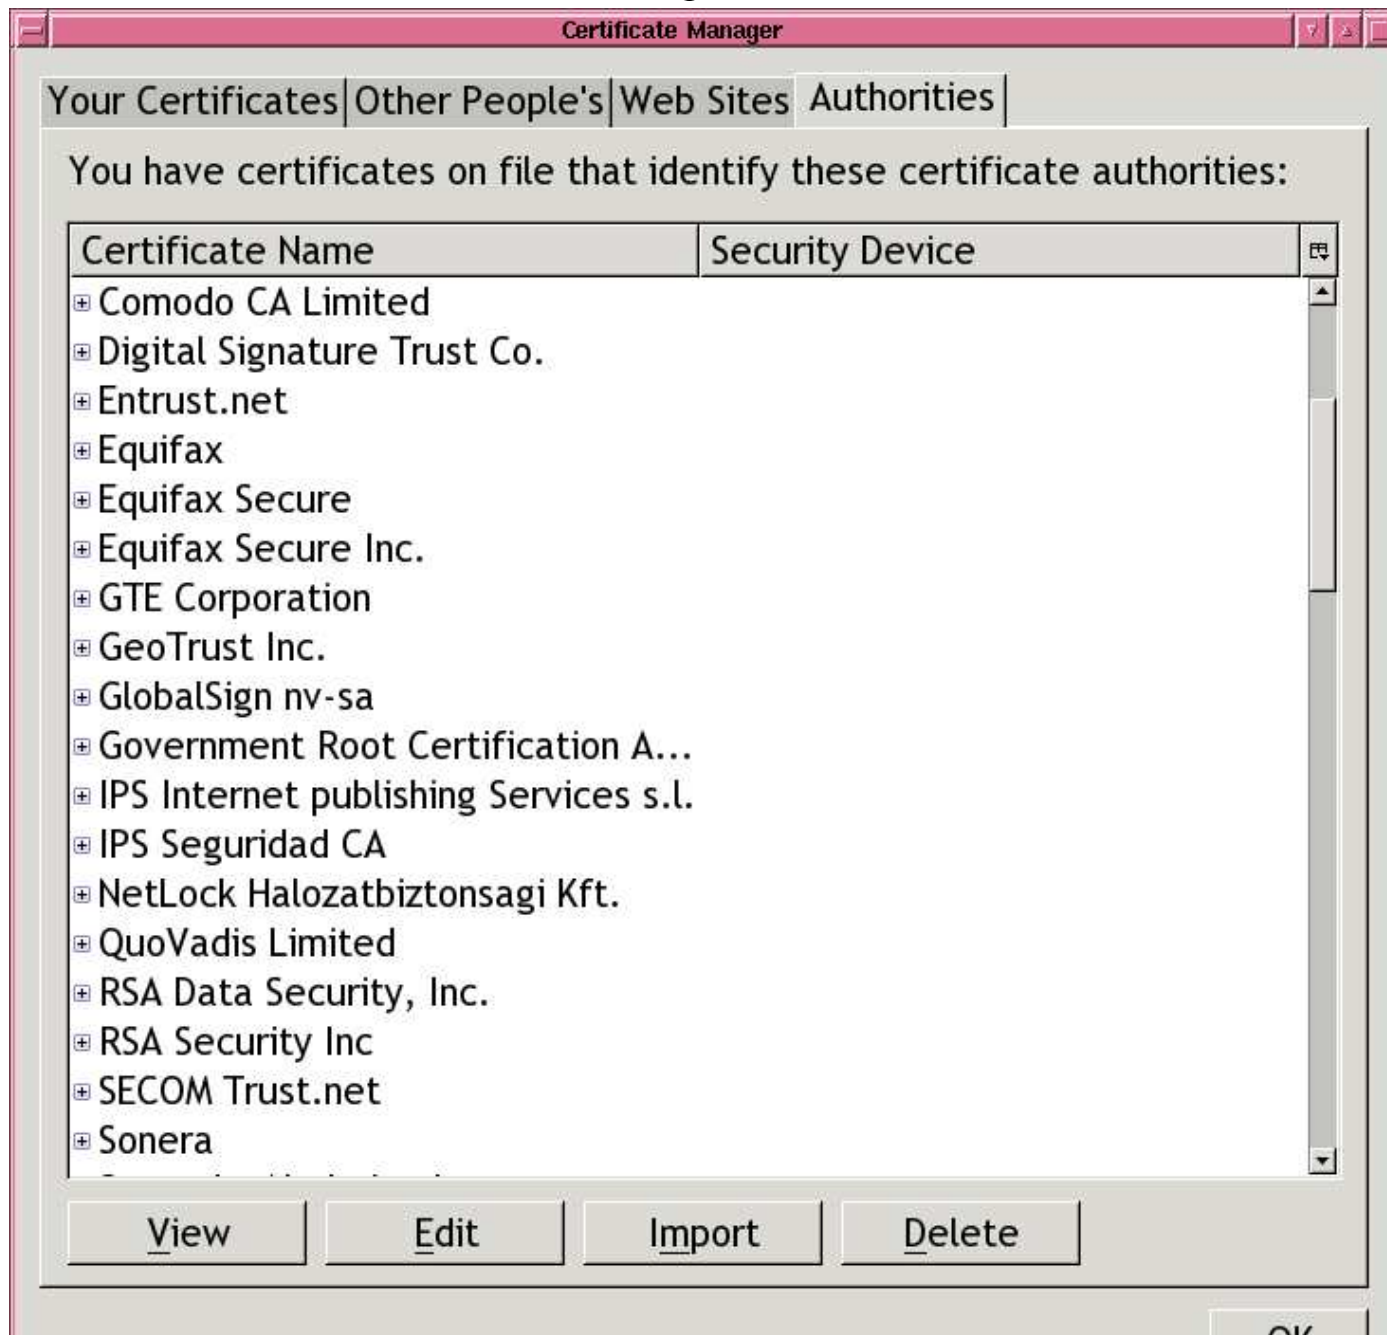 Certificate Manager
Your Certificates Other People's Web Sites Authorities
You have certificates on file that identify these certificate authorities:
Certificate Name Security Device
Comodo CA Limited
Digital Signature Trust Co.
Entrust.net
Equifax
Equifax Secure
Equifax Secure Inc.
GTE Corporation
GeoTrust Inc.
GlobalSign nv-sa
Government Root Certification A...
IPS Internet publishing Services s.l.
IPS Seguridad CA
NetLock Halozatbiztonsagi Kft.
QuoVadis Limited
RSA Data Security, Inc.
RSA Security Inc
SECOM Trust.net
Sonera
View Edit Import Delete
OK